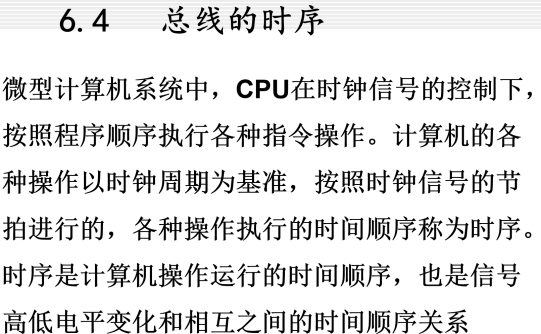 6.4 总线的时序
微型计算机系统中，CPU在时钟信号的控制下，
按照程序顺序执行各种指令操作。计算机的各
种操作以时钟周期为基准，按照时钟信号的节
拍进行的，各种操作执行的时间顺序称为时序。
时序是计算机操作运行的时间顺序，也是信号
高低电平变化和相互之间的时间顺序关系